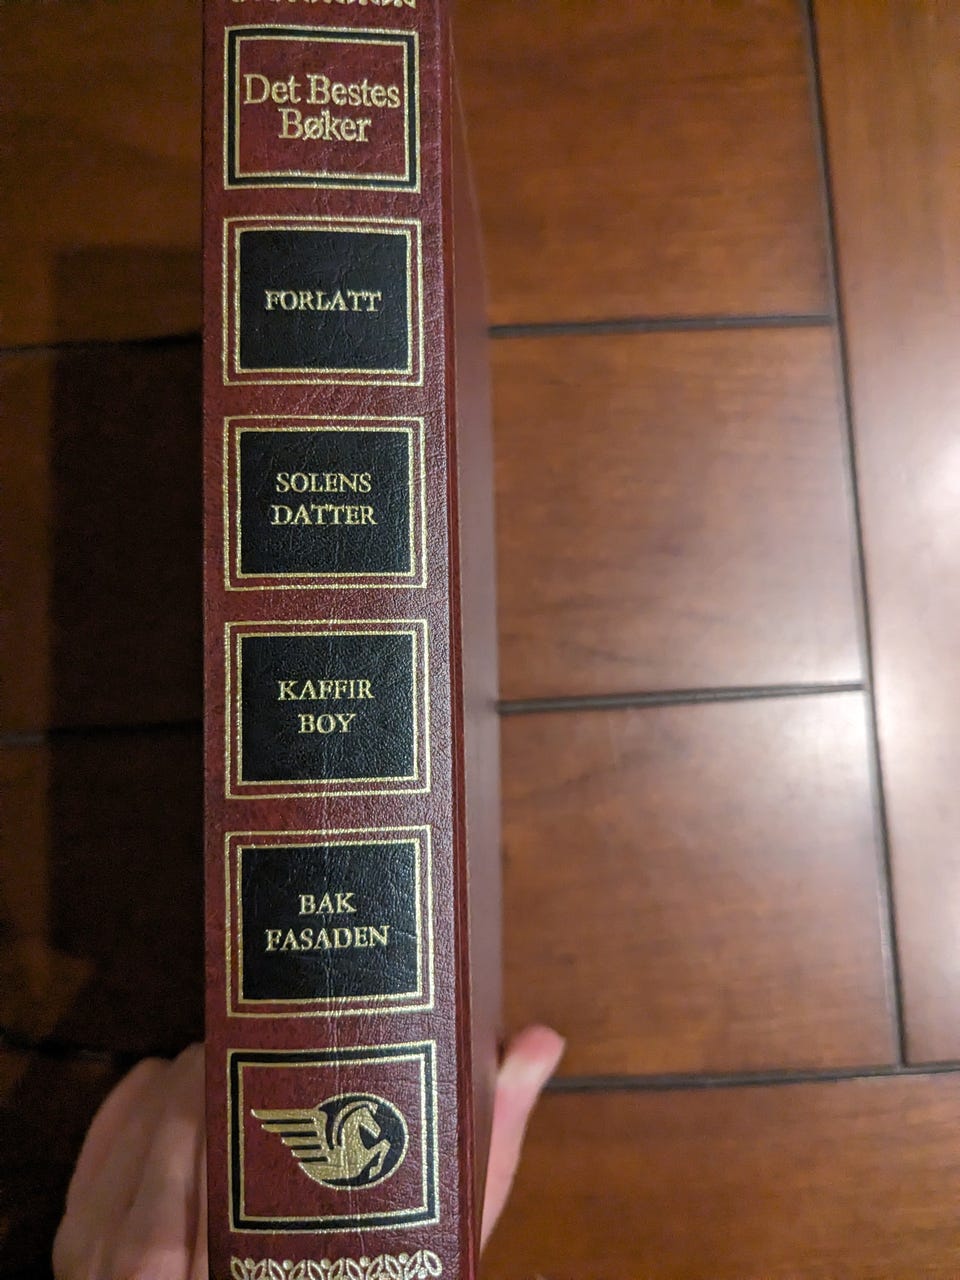 Det Bestes
Bøker
FORLATT
SOLENS
DATTER
KAFFIR
BOY
BAK
FASADEN